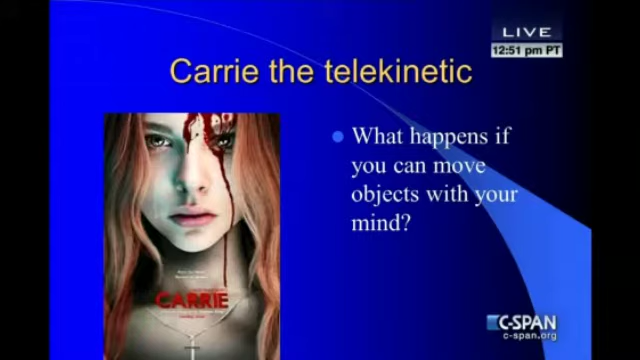 LIVE
12:51 pm PT
Carrie the telekinetic
What happens if
you can move
objects with your
mind?
CARRIE
C-SPAN
c-span.org